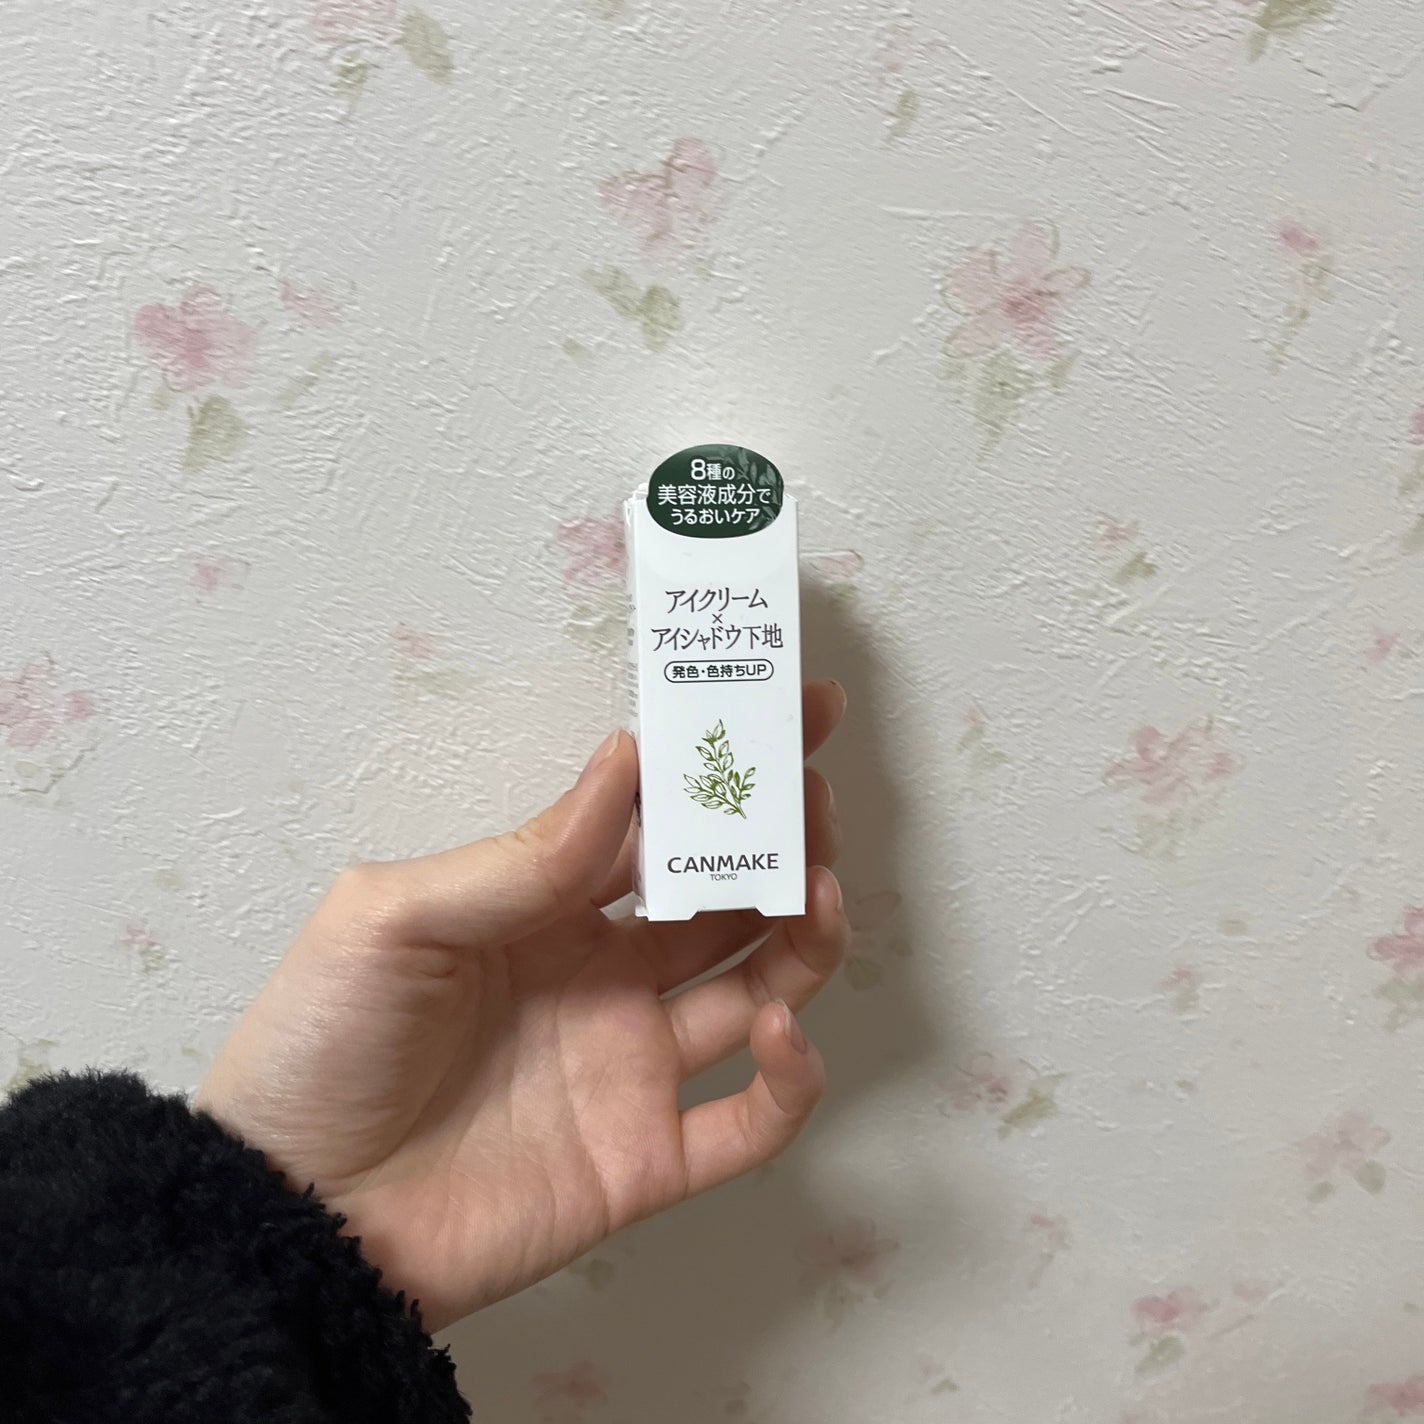 8種の
美容液成分で
うるおいケア
アイクリーム
×
アイシャドウ下地
発色・色持ちUP
CANMAKE
TOKYO